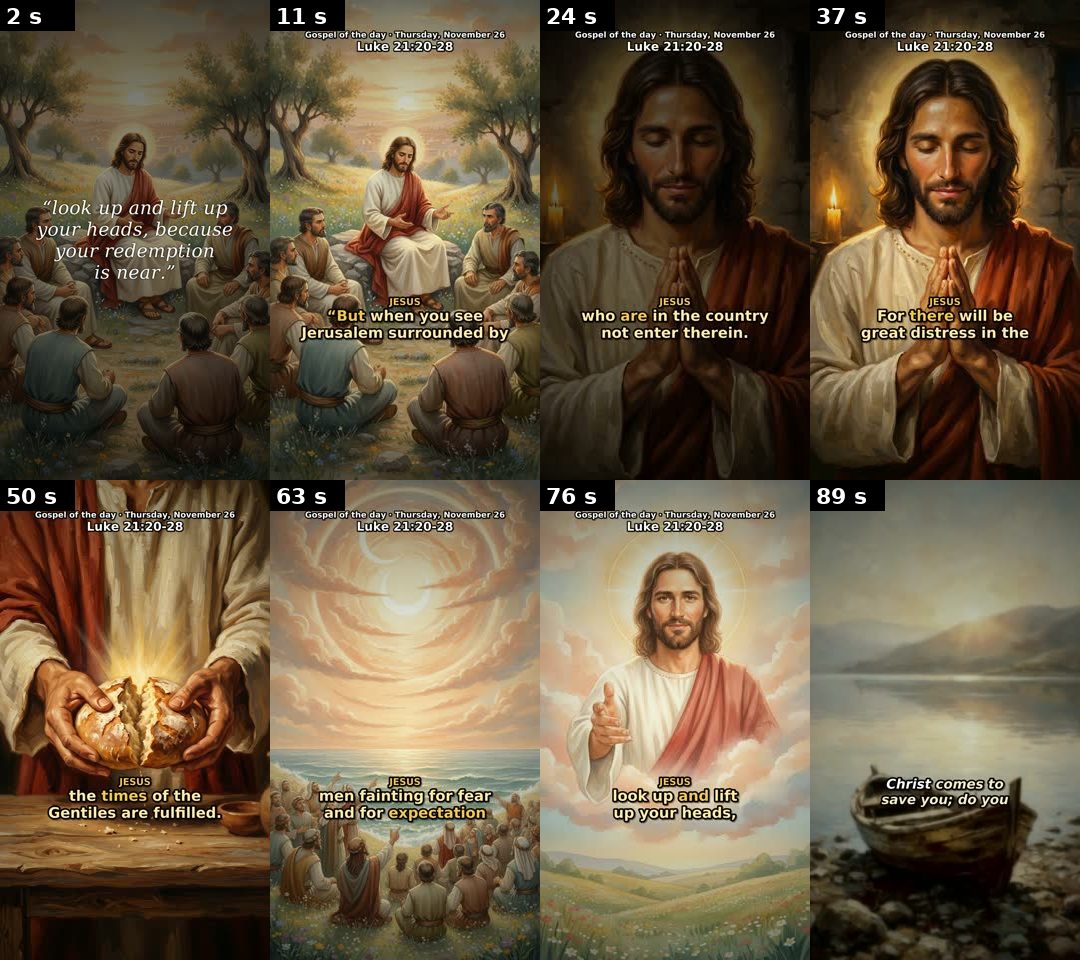 2 s
“look up and lift up
your heads, because
your redemption
is near.”
11 s
Gospel of the day · Thursday, November 26
Luke 21:20-28
JESUS
“But when you see
Jerusalem surrounded by
24 s
Gospel of the day · Thursday, November 26
Luke 21:20-28
JESUS
who are in the country
not enter therein.
37 s
Gospel of the day · Thursday, November 26
Luke 21:20-28
JESUS
For there will be
great distress in the
50 s
Gospel of the day · Thursday, November 26
Luke 21:20-28
JESUS
the times of the
Gentiles are fulfilled.
63 s
Gospel of the day · Thursday, November 26
Luke 21:20-28
JESUS
men fainting for fear
and for expectation
76 s
Gospel of the day · Thursday, November 26
Luke 21:20-28
JESUS
look up and lift
up your heads,
89 s
Christ comes to
save you; do you